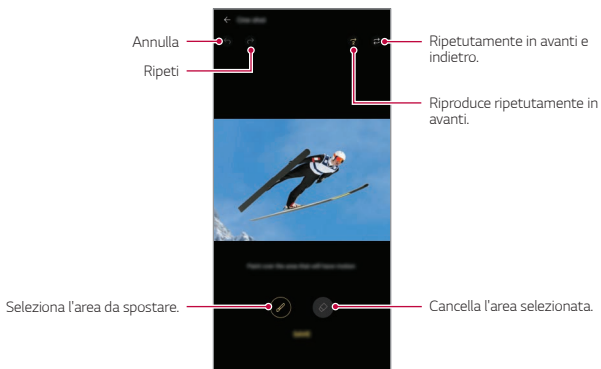 Annulla
Ripeti
Ripetutamente in avanti e
indietro.
Riproduce ripetutamente in
avanti.
Seleziona l'area da spostare.
Cancella l'area selezionata.